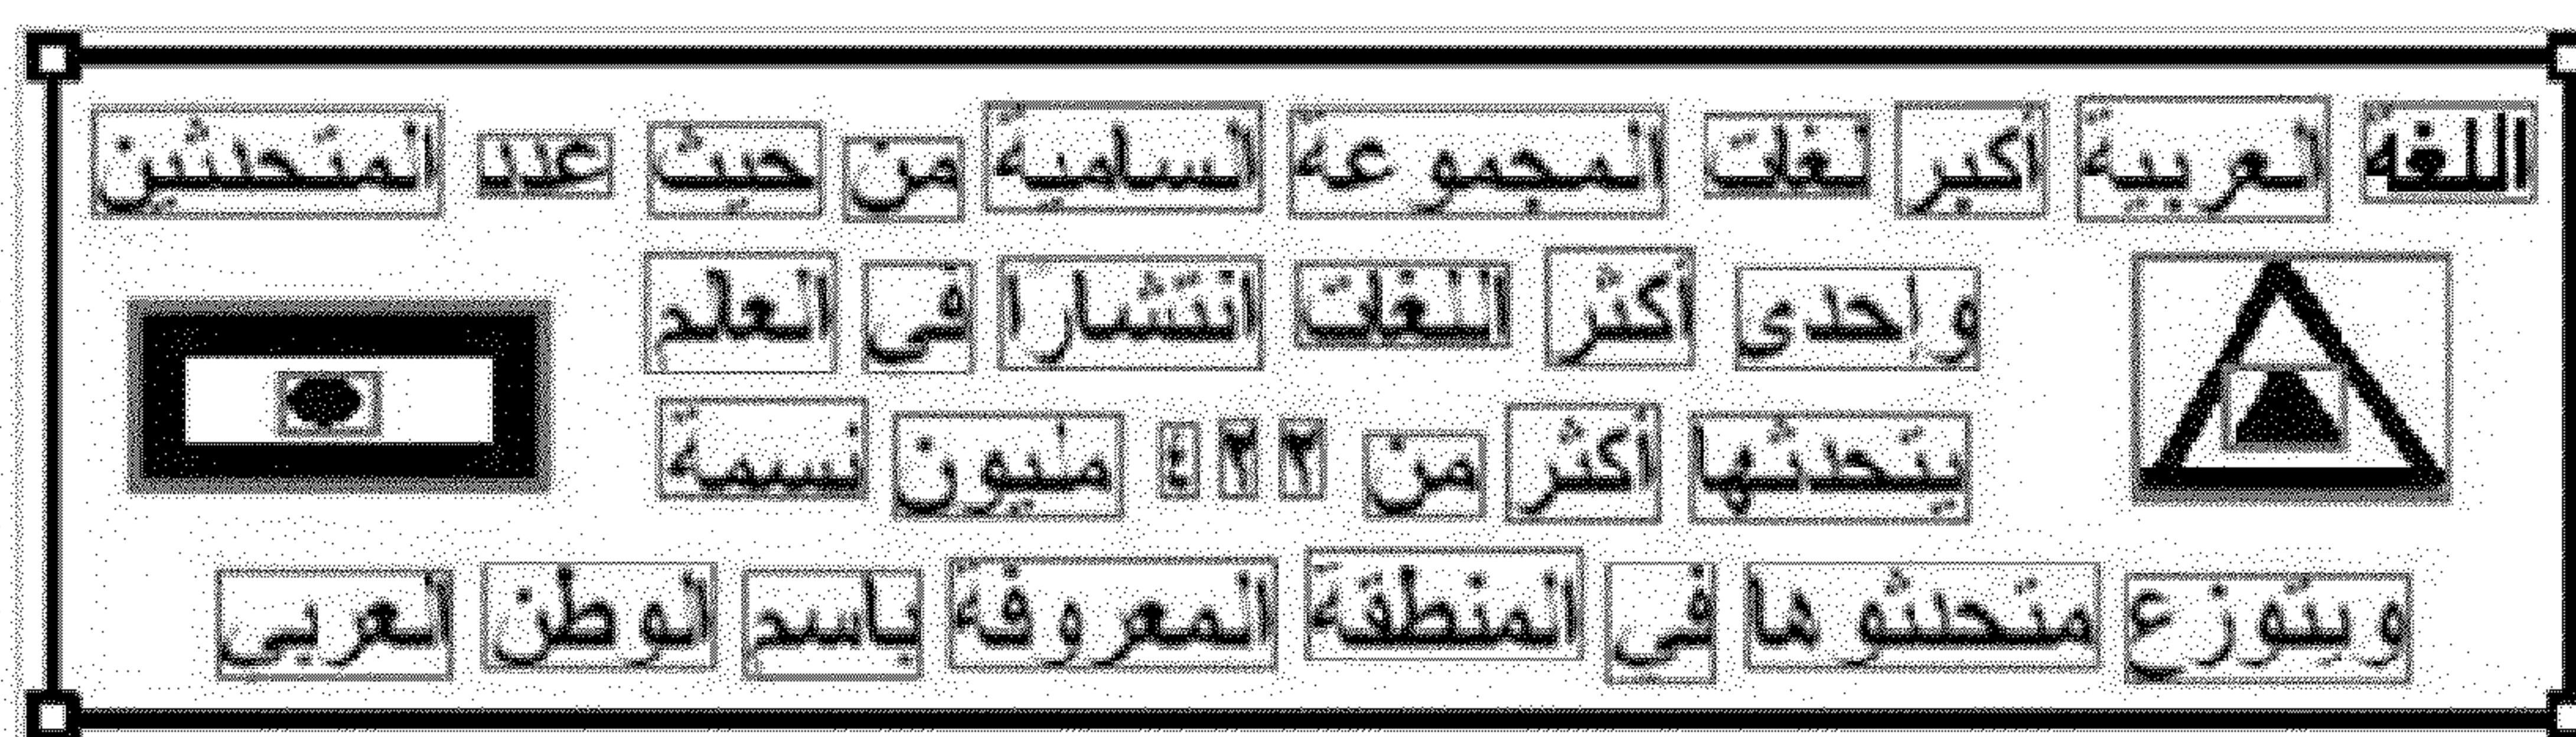 اللغة العربية أكبر لغات المجموعة السامية من حيث عدد المتحدثين
وإحدى أكثر اللغات انتشارا في العلم
يتحدثها أكثر من ٤٢٢ مليون نسمة
ويتوزع متحدثوها في المنطقة المعروفة باسم الوطن العربي